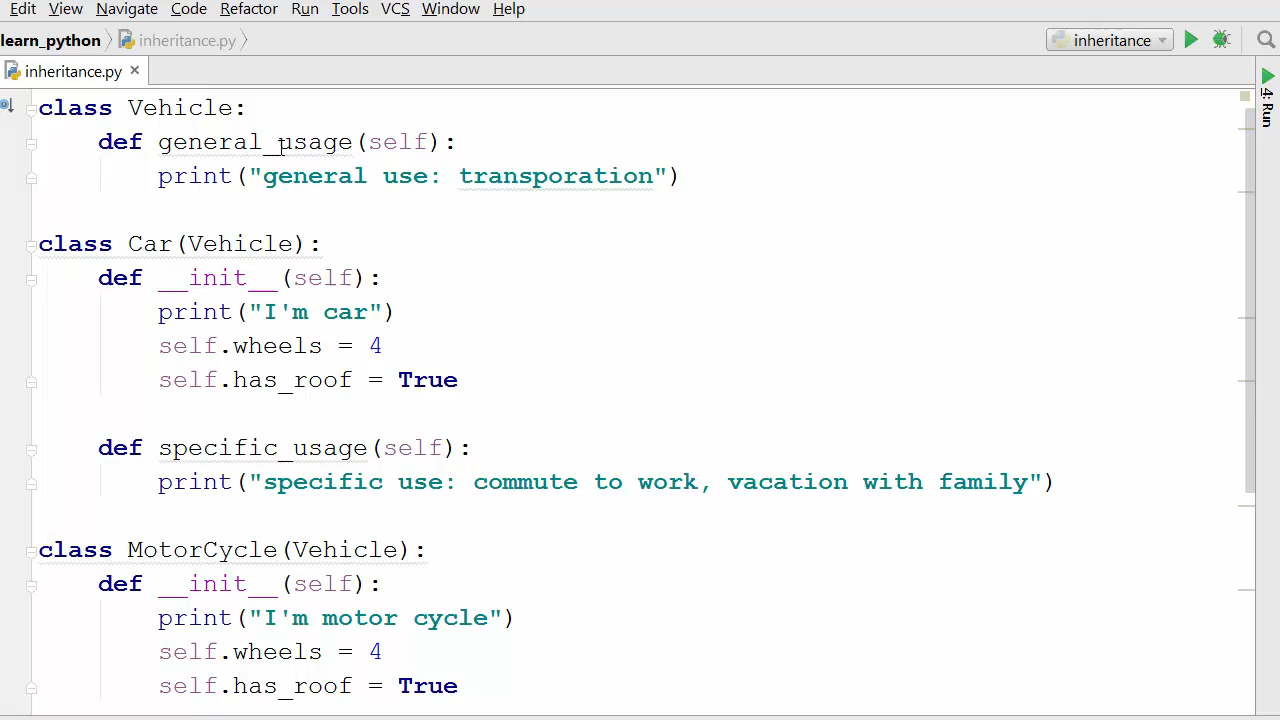 Edit View Navigate Code Refactor Run Tools VCS Window Help
learn_python inheritance.py inheritance
inheritance.py
class Vehicle:
    def general_usage(self):
        print("general use: transporation")
class Car(Vehicle):
    def __init__(self):
        print("I'm car")
        self.wheels = 4
        self.has_roof = True
    def specific_usage(self):
        print("specific use: commute to work, vacation with family")
class MotorCycle(Vehicle):
    def __init__(self):
        print("I'm motor cycle")
        self.wheels = 4
        self.has_roof = True
4: Run